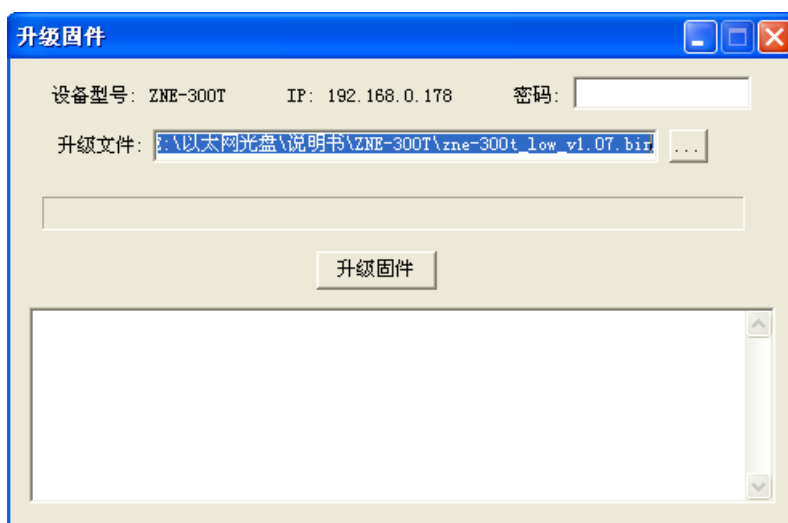 升级固件
设备型号: ZNE-300T IP: 192.168.0.178 密码:
升级文件: :\以太网光盘\说明书\ZNE-300T\zne-300t_low_v1.07.bin ...
升级固件